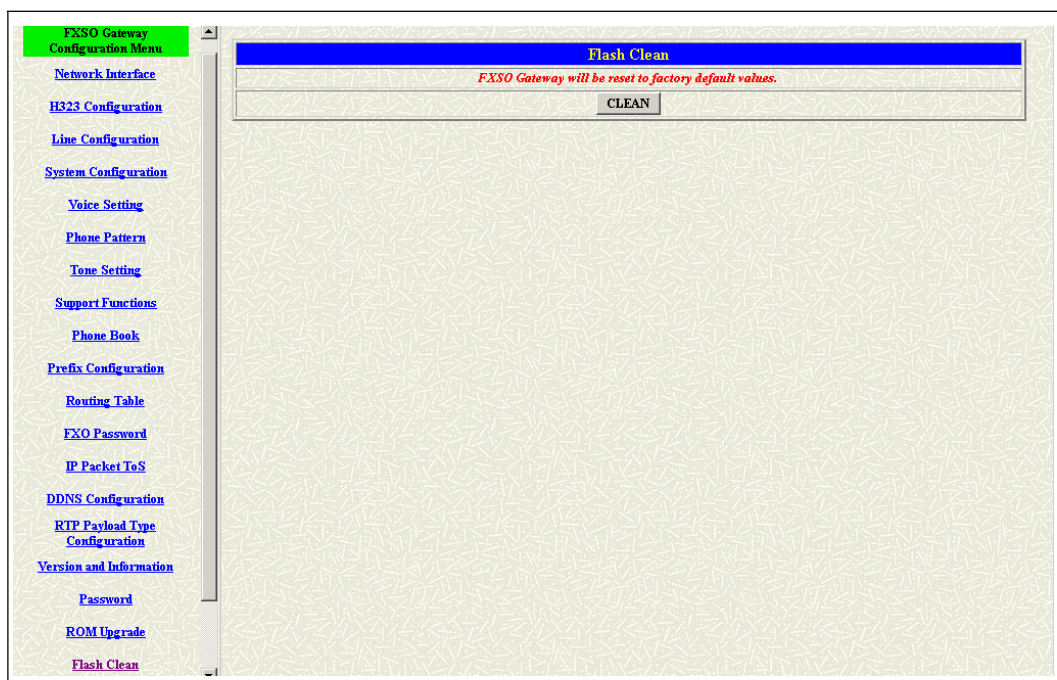 FXSO Gateway
Configuration Menu
Network Interface
H323 Configuration
Line Configuration
System Configuration
Voice Setting
Phone Pattern
Tone Setting
Support Functions
Phone Book
Prefix Configuration
Routing Table
FXO Password
IP Packet ToS
DDNS Configuration
RTP Payload Type
Configuration
Version and Information
Password
ROM Upgrade
Flash Clean
Flash Clean
FXSO Gateway will be reset to factory default values.
CLEAN